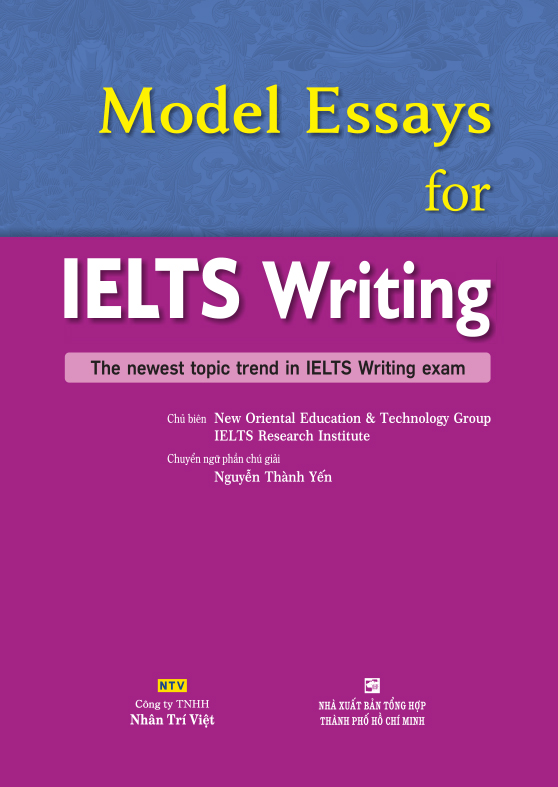 Model Essays
for
IELTS Writing
The newest topic trend in IELTS Writing exam
Chủ biên New Oriental Education & Technology Group
IELTS Research Institute
Chuyển ngữ phần chú giải
Nguyễn Thành Yến
NTV
Công ty TNHH
Nhân Trí Việt
NHÀ XUẤT BẢN TỔNG HỢP
THÀNH PHỐ HỒ CHÍ MINH